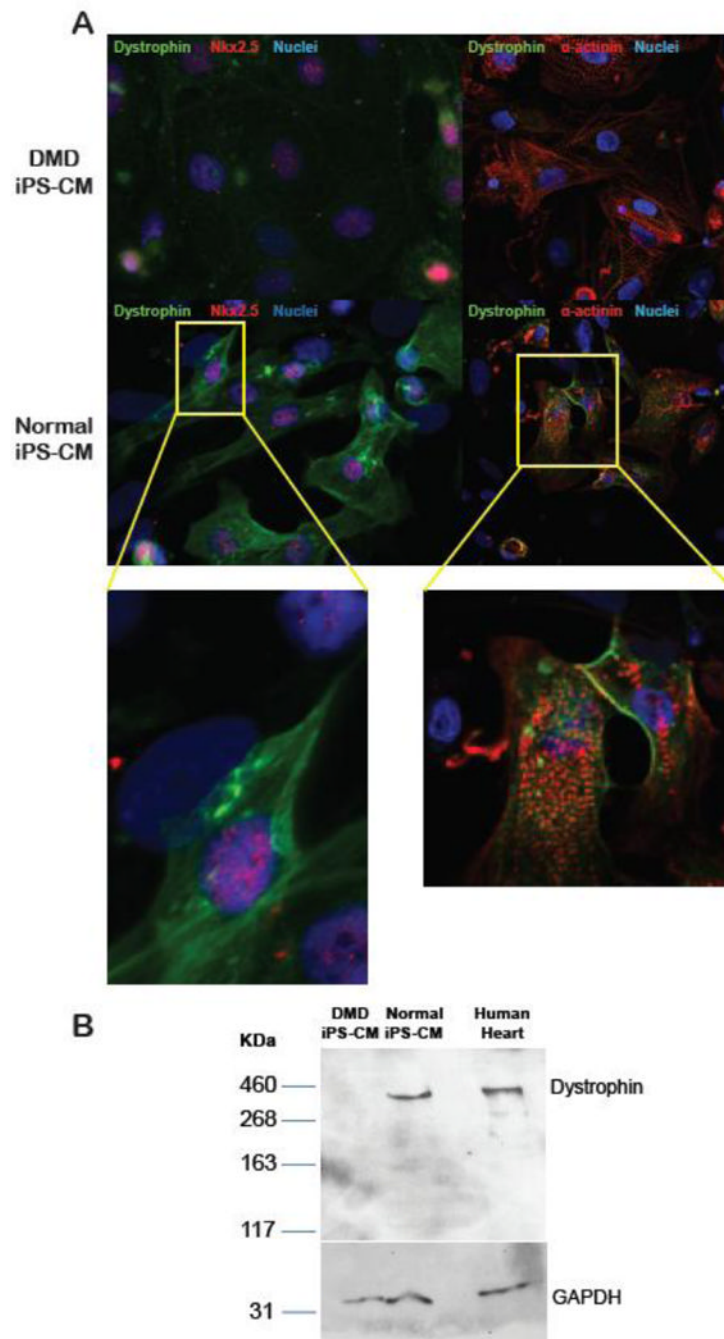 A
Dystrophin Nkx2.5 Nuclei
Dystrophin α-actinin Nuclei
DMD
iPS-CM
Dystrophin Nkx2.5 Nuclei
Dystrophin α-actinin Nuclei
Normal
iPS-CM
B
DMD
iPS-CM
Normal
iPS-CM
Human
Heart
KDa
460
Dystrophin
268
163
117
GAPDH
31